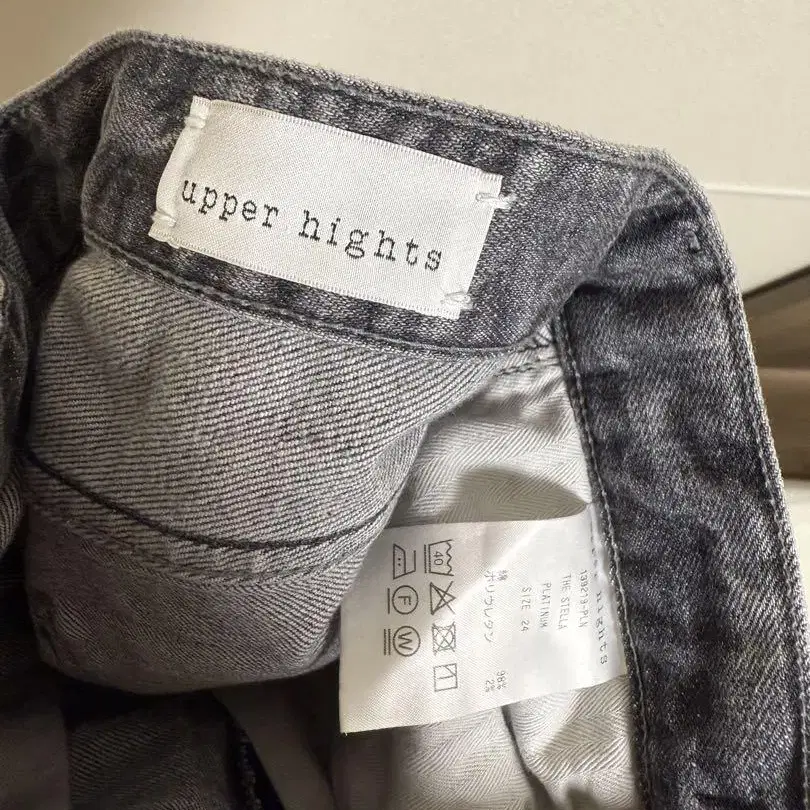 upper hights
hights
139219-PLN
THE STELLA
PLATINUM
SIZE 24
綿 98%
ポリウレタン 2%
40
F
W